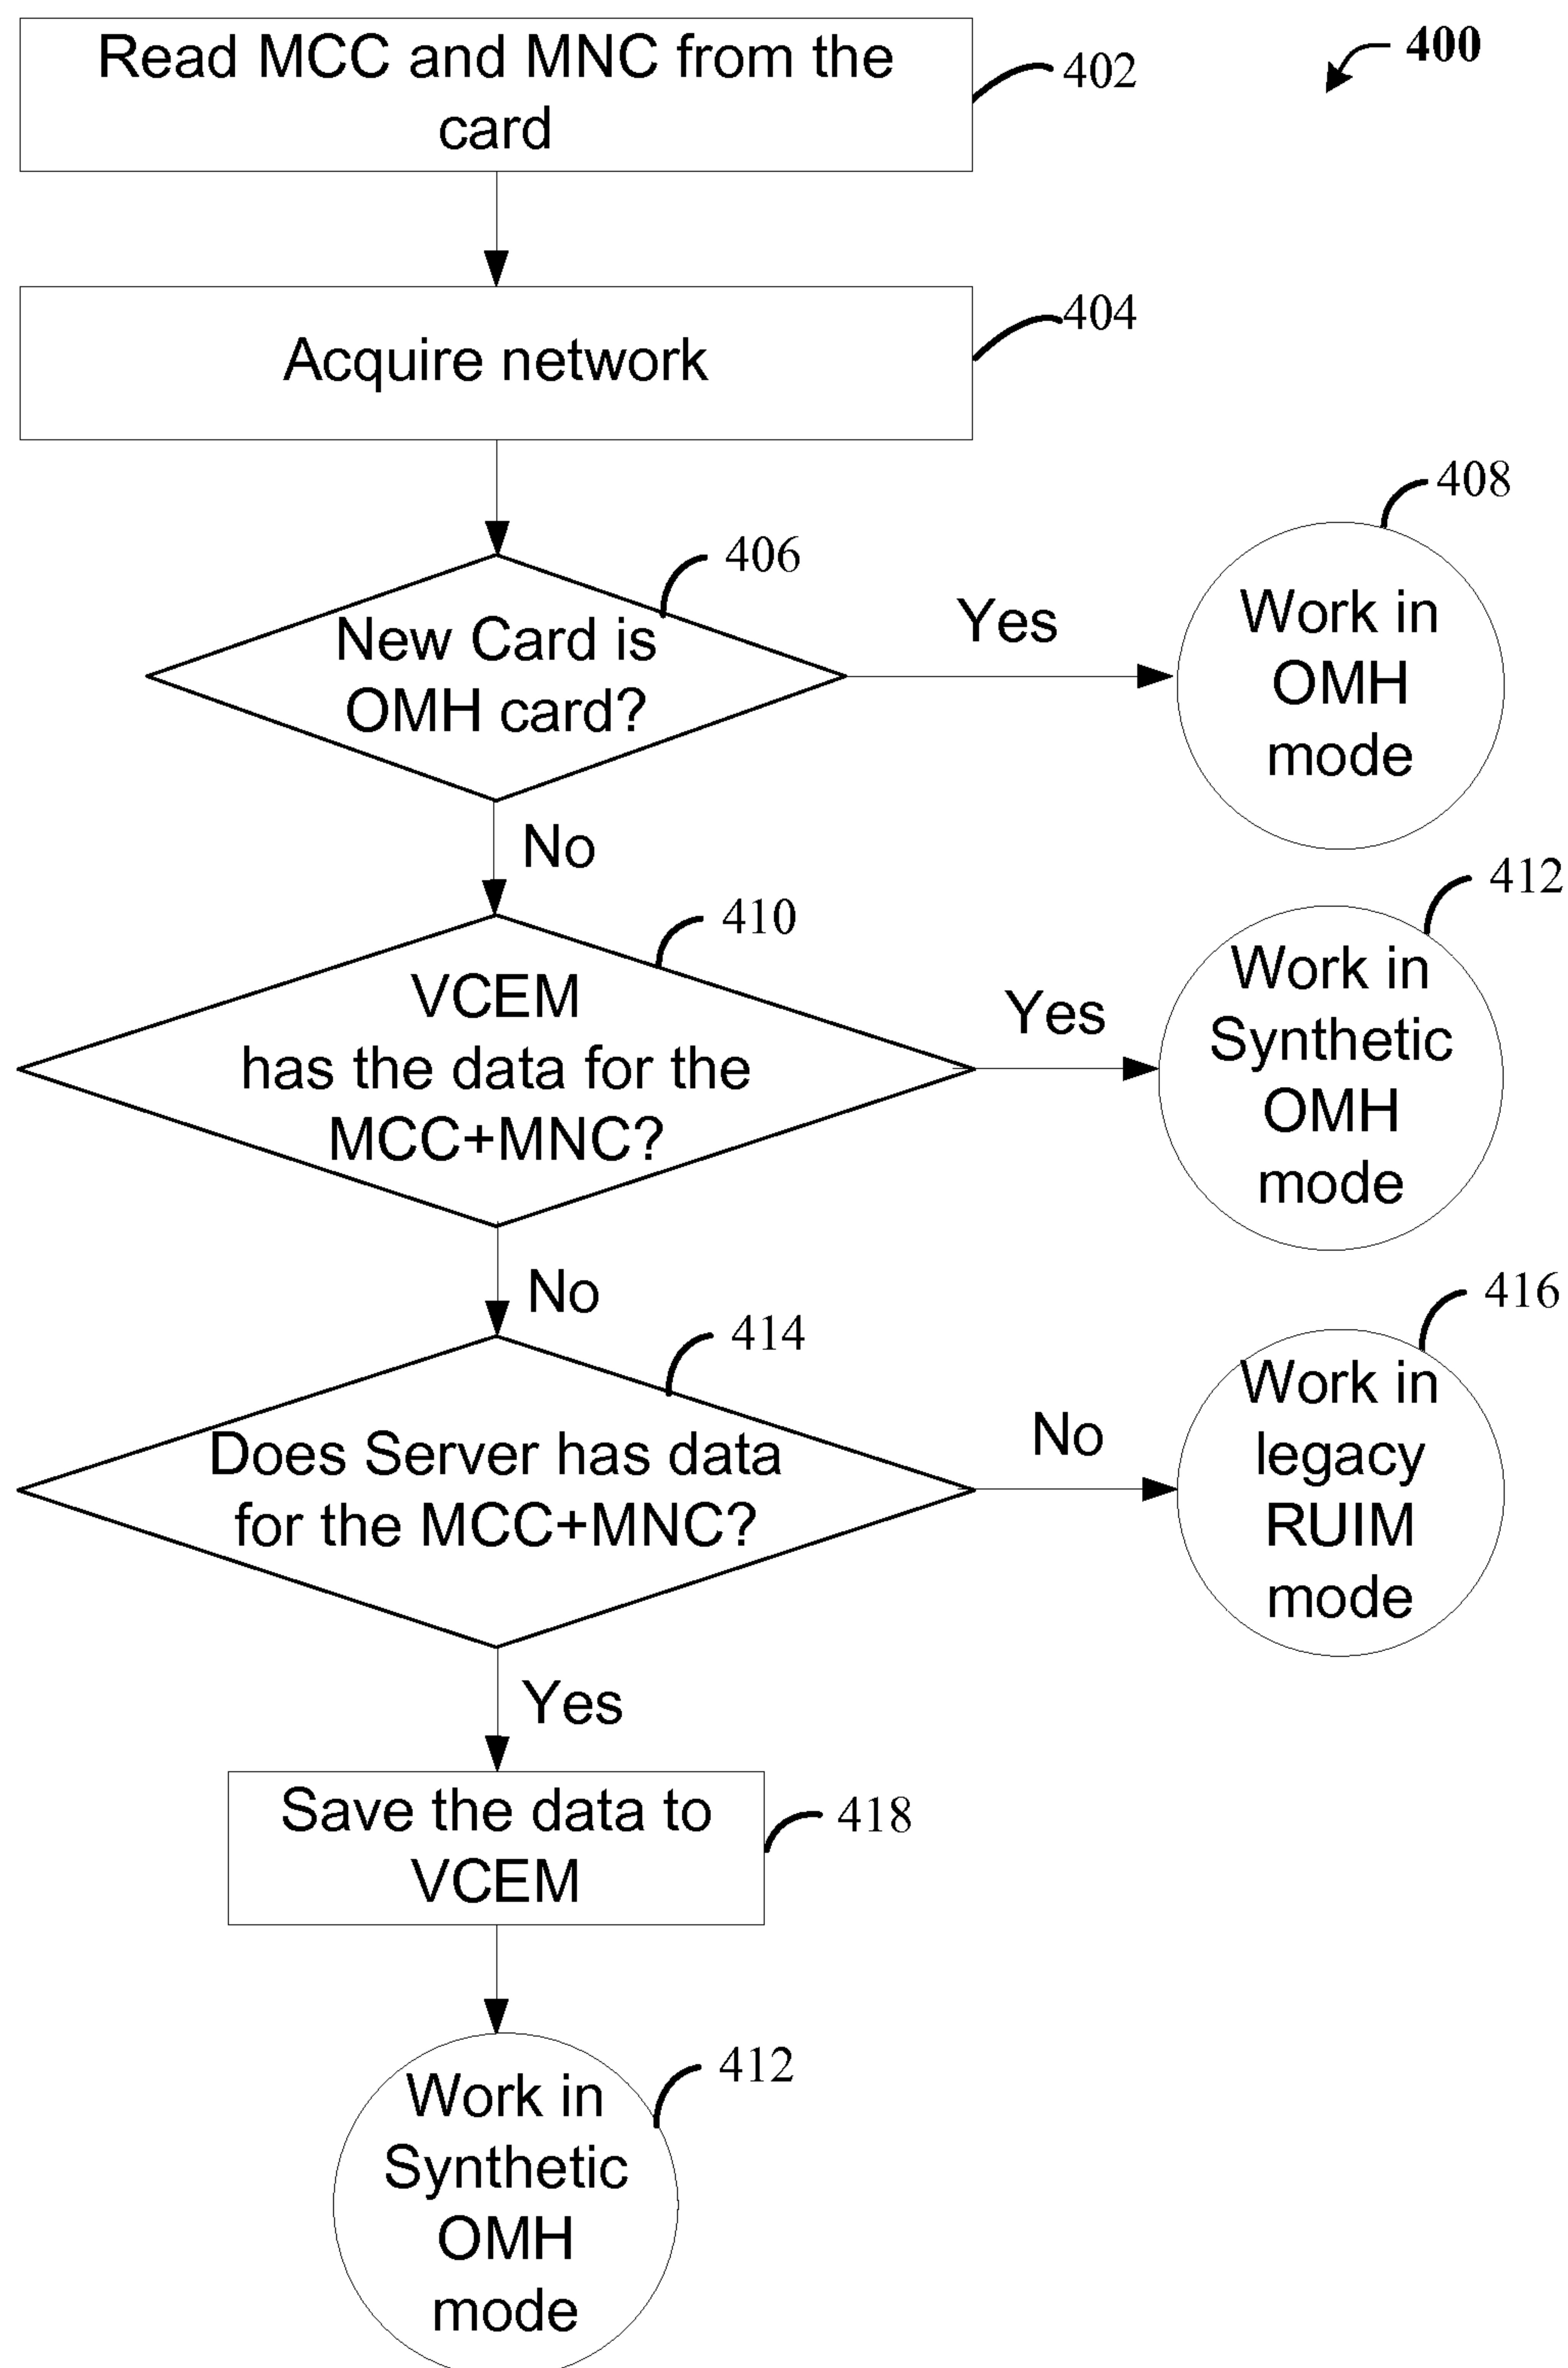 Read MCC and MNC from the
card
402
400
Acquire network
404
New Card is
OMH card?
406
Yes
Work in
OMH
mode
408
No
VCEM
has the data for the
MCC+MNC?
410
Yes
Work in
Synthetic
OMH
mode
412
No
Does Server has data
for the MCC+MNC?
414
No
Work in
legacy
RUIM
mode
416
Yes
Save the data to
VCEM
418
Work in
Synthetic
OMH
mode
412